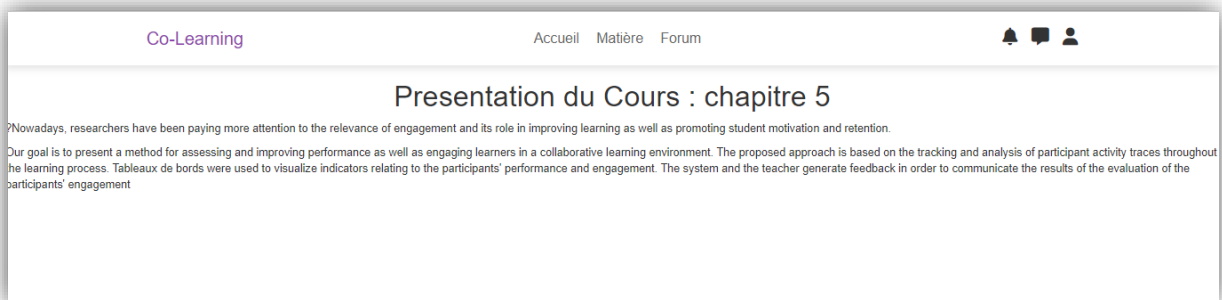 Co-Learning
Accueil Matière Forum
Presentation du Cours : chapitre 5
?Nowadays, researchers have been paying more attention to the relevance of engagement and its role in improving learning as well as promoting student motivation and retention.
Our goal is to present a method for assessing and improving performance as well as engaging learners in a collaborative learning environment. The proposed approach is based on the tracking and analysis of participant activity traces throughout
the learning process. Tableaux de bords were used to visualize indicators relating to the participants' performance and engagement. The system and the teacher generate feedback in order to communicate the results of the evaluation of the
participants' engagement